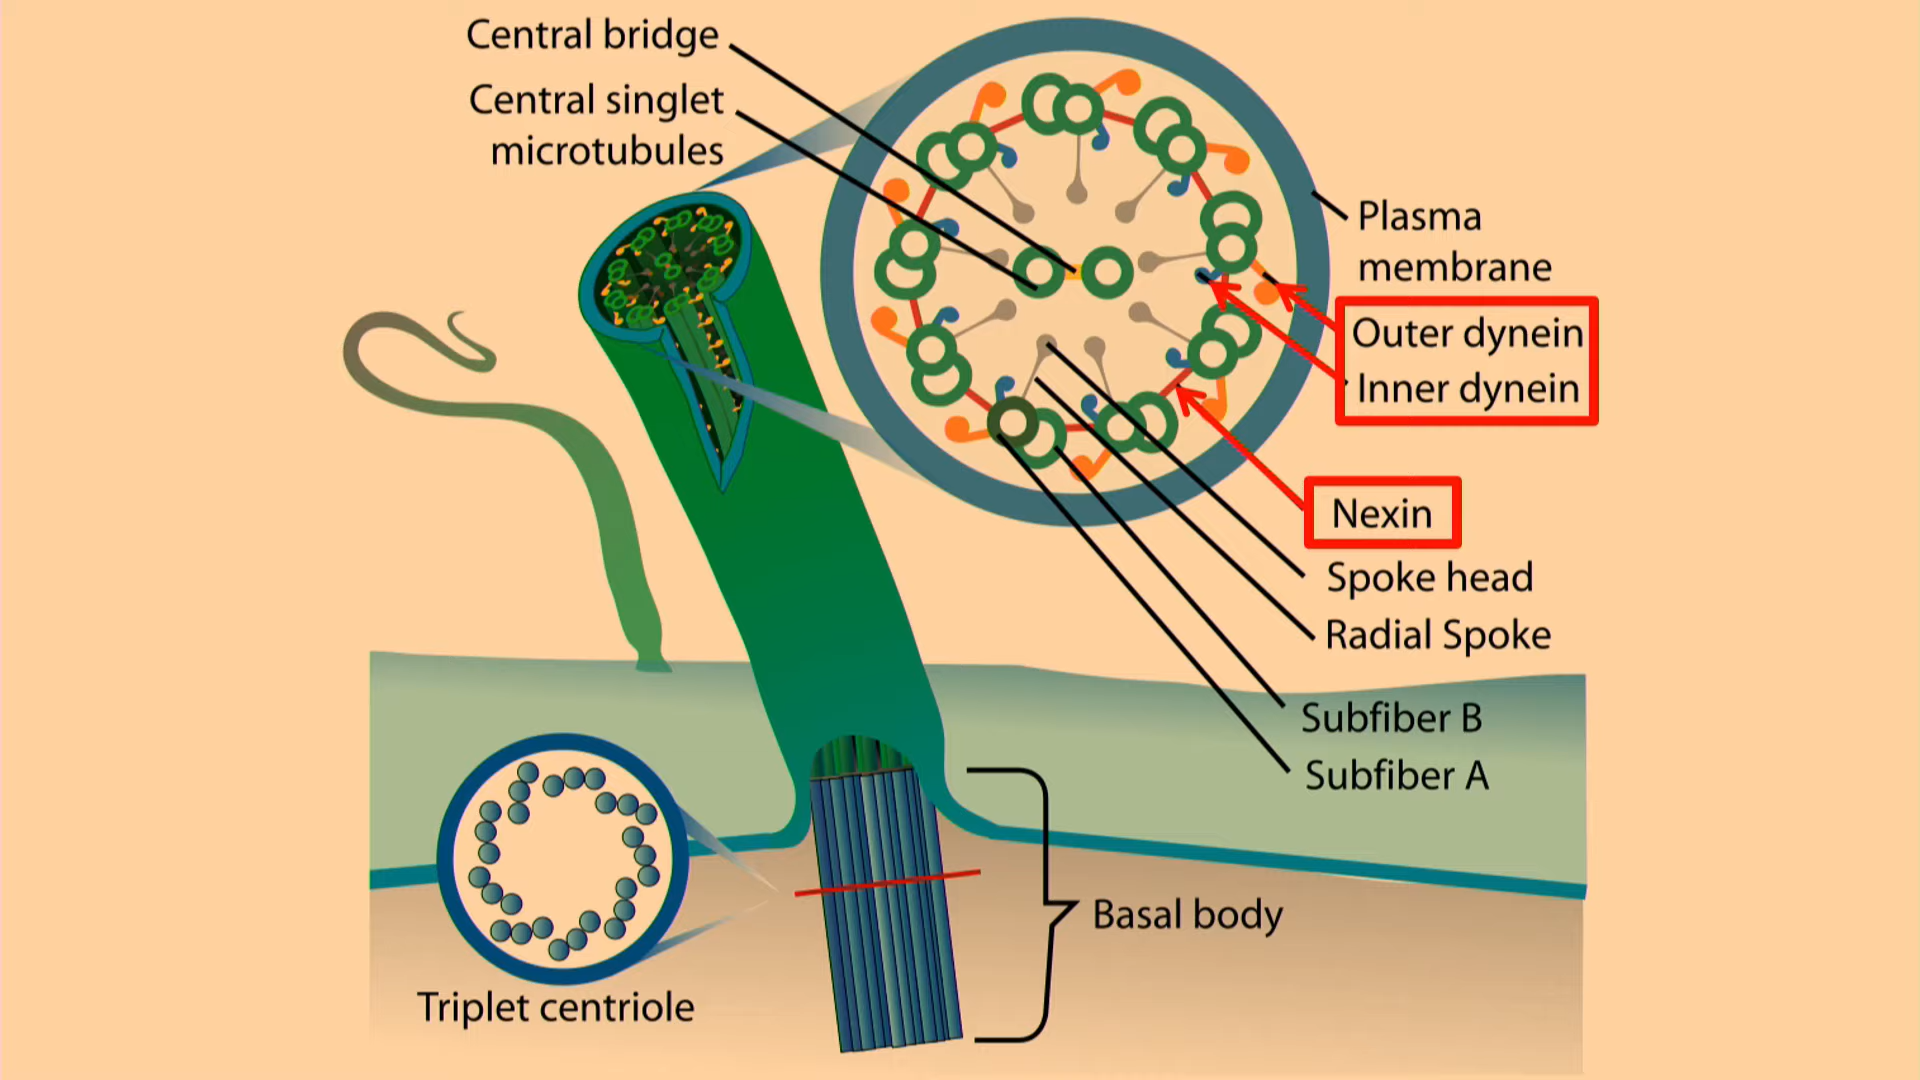 Central bridge
Central singlet
microtubules
Plasma
membrane
Outer dynein
Inner dynein
Nexin
Spoke head
Radial Spoke
Subfiber B
Subfiber A
Basal body
Triplet centriole